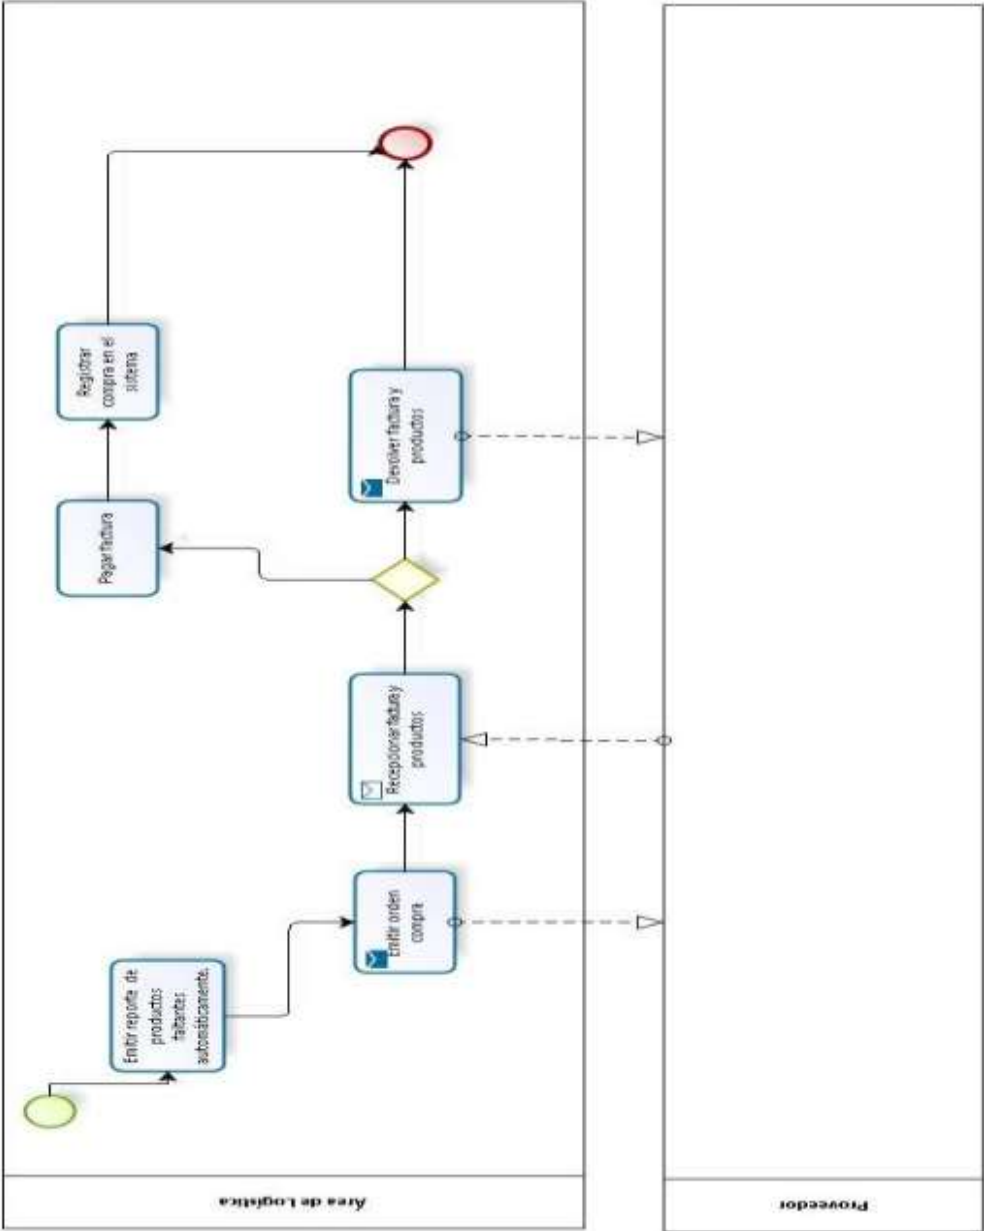 Emitir reporte de
productos
faltantes
automáticamente.
Emitir orden
compra
Recepcionar factura y
productos
Pagar factura
Registrar
compra en el
sistema
Devolver factura y
productos
Área de Logística
Proveedor